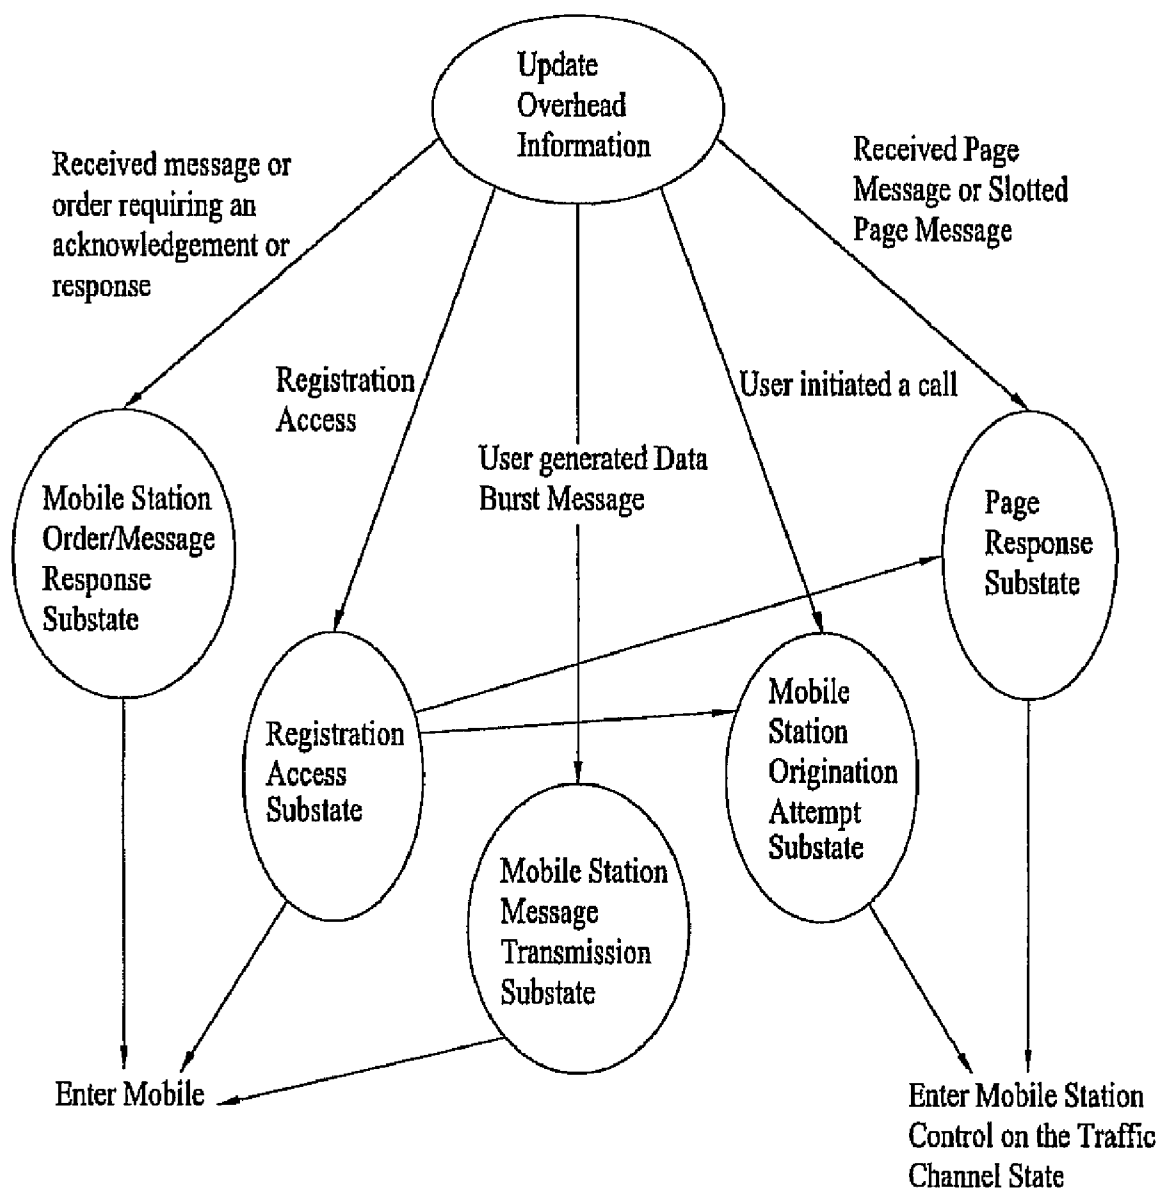 Update
Overhead
Information
Received message or
order requiring an
acknowledgement or
response
Received Page
Message or Slotted
Page Message
Registration
Access
User initiated a call
User generated Data
Burst Message
Mobile Station
Order/Message
Response
Substate
Page
Response
Substate
Registration
Access
Substate
Mobile
Station
Origination
Attempt
Substate
Mobile Station
Message
Transmission
Substate
Enter Mobile
Enter Mobile Station
Control on the Traffic
Channel State